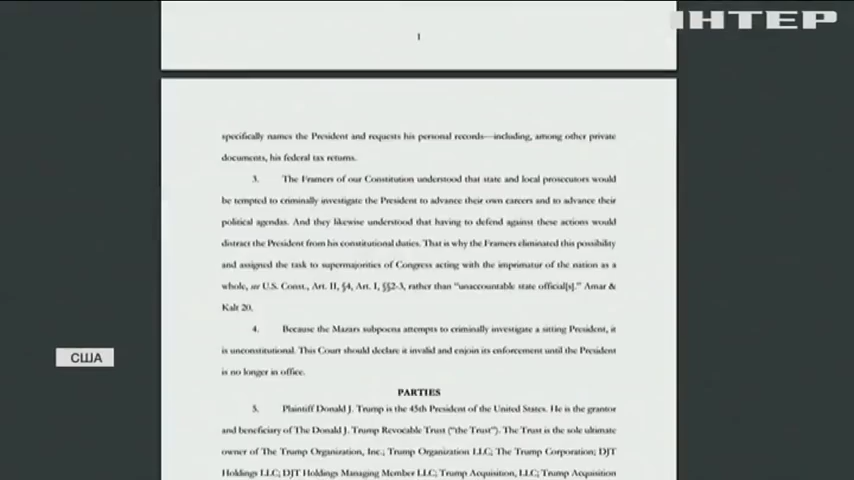 ІНТЕР
1
specifically names the President and requests his personal records—including, among other private
documents, his federal tax returns.
3. The Framers of our Constitution understood that state and local prosecutors would
be tempted to criminally investigate the President to advance their own careers and to advance their
political agendas. And they likewise understood that having to defend against these actions would
distract the President from his constitutional duties. That is why the Framers eliminated this possibility
and assigned the task to supermajorities of Congress acting with the imprimatur of the nation as a
whole, see U.S. Const., Art. II, §4, Art. I, §§2-3, rather than “unaccountable state official[s].” Amar &
Kalt 20.
4. Because the Mazars subpoena attempts to criminally investigate a sitting President, it
is unconstitutional. This Court should declare it invalid and enjoin its enforcement until the President
is no longer in office.
США
PARTIES
5. Plaintiff Donald J. Trump is the 45th President of the United States. He is the grantor
and beneficiary of The Donald J. Trump Revocable Trust (“the Trust”). The Trust is the sole ultimate
owner of The Trump Organization, Inc.; Trump Organization LLC; The Trump Corporation; DJT
Holdings LLC; DJT Holdings Managing Member LLC; Trump Acquisition, LLC; Trump Acquisition